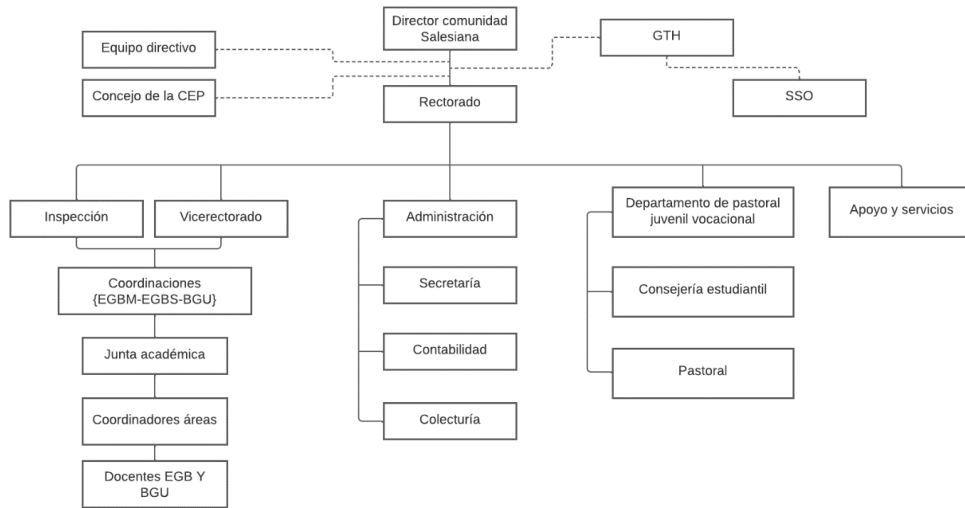 Director comunidad
Salesiana
Equipo directivo
GTH
Concejo de la CEP
Rectorado
SSO
Inspección
Vicerectorado
Administración
Departamento de pastoral
juvenil vocacional
Apoyo y servicios
Coordinaciones
{EGBM-EGBS-BGU}
Secretaría
Consejería estudiantil
Junta académica
Contabilidad
Pastoral
Coordinadores áreas
Colecturía
Docentes EGB Y
BGU